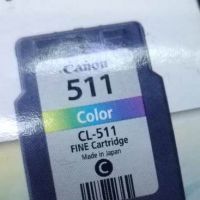 Canon
511
Color
CL-511
FINE Cartridge
Made in Japan
C